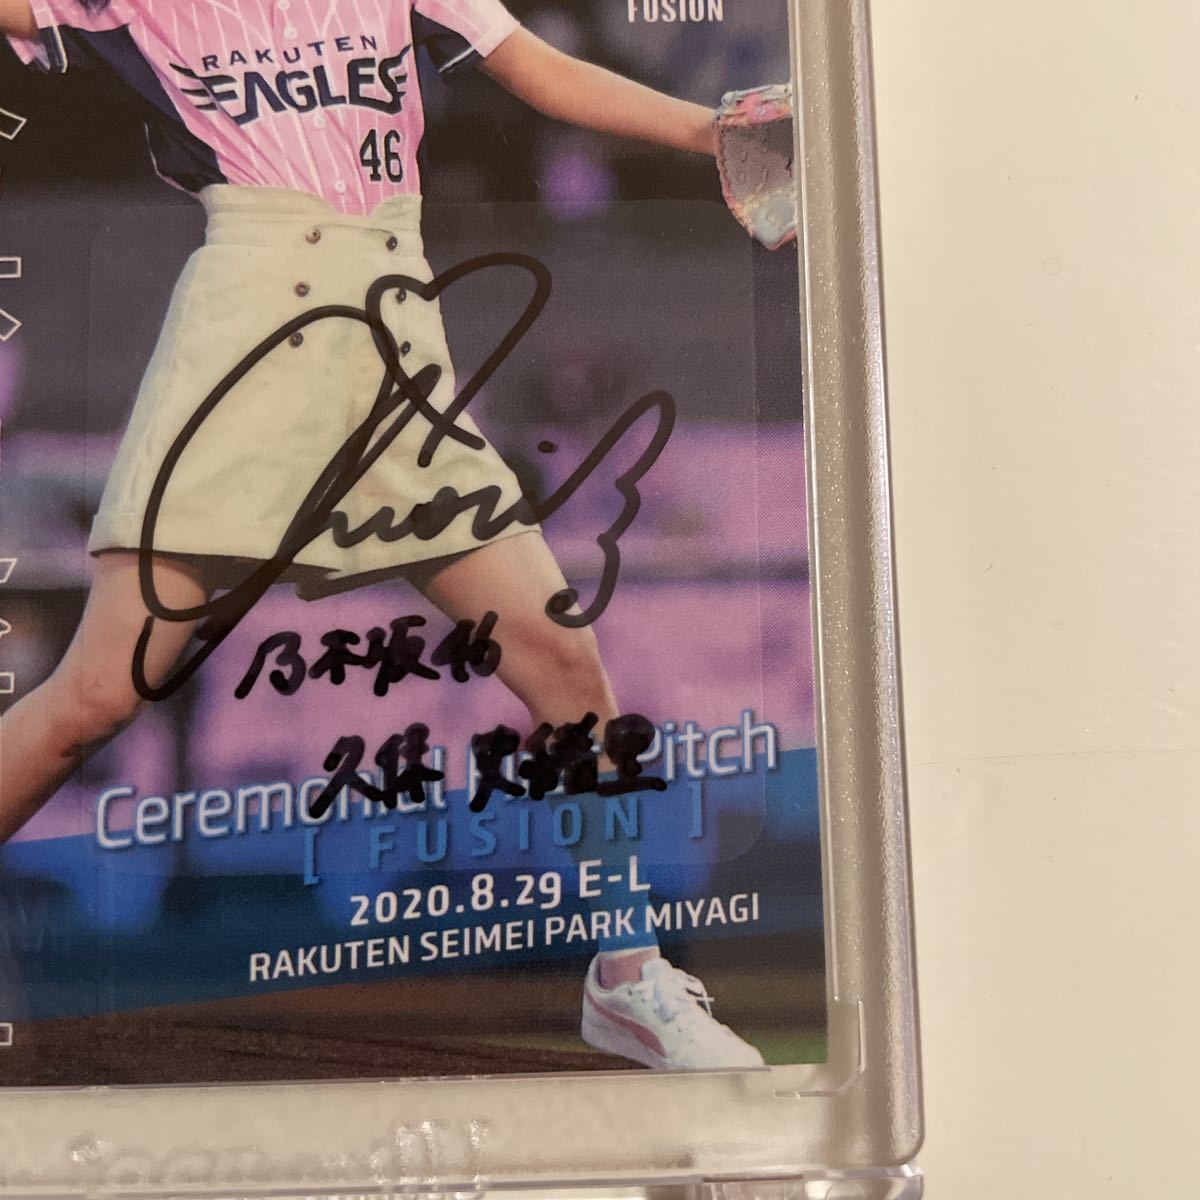 FUSION
RAKUTEN
EAGLES
46
Shiori
乃木坂46
久保 史緒里
Ceremonial First Pitch
[ FUSION ]
2020.8.29 E-L
RAKUTEN SEIMEI PARK MIYAGI